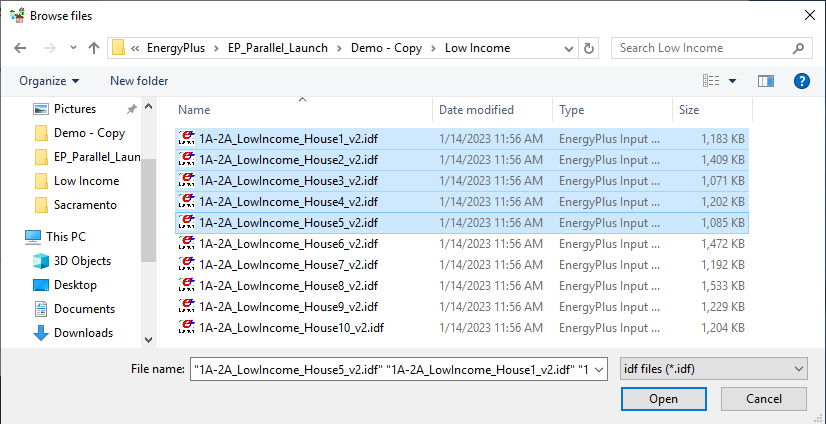 Browse files
« EnergyPlus › EP_Parallel_Launch › Demo - Copy › Low Income
Search Low Income
Organize
New folder
?
Name Date modified Type Size
Pictures
Demo - Copy
EP_Parallel_Laun
Low Income
Sacramento
This PC
3D Objects
Desktop
Documents
Downloads
1A-2A_LowIncome_House1_v2.idf 1/14/2023 11:56 AM EnergyPlus Input ... 1,183 KB
1A-2A_LowIncome_House2_v2.idf 1/14/2023 11:56 AM EnergyPlus Input ... 1,409 KB
1A-2A_LowIncome_House3_v2.idf 1/14/2023 11:56 AM EnergyPlus Input ... 1,071 KB
1A-2A_LowIncome_House4_v2.idf 1/14/2023 11:56 AM EnergyPlus Input ... 1,202 KB
1A-2A_LowIncome_House5_v2.idf 1/14/2023 11:56 AM EnergyPlus Input ... 1,085 KB
1A-2A_LowIncome_House6_v2.idf 1/14/2023 11:56 AM EnergyPlus Input ... 1,472 KB
1A-2A_LowIncome_House7_v2.idf 1/14/2023 11:56 AM EnergyPlus Input ... 1,192 KB
1A-2A_LowIncome_House8_v2.idf 1/14/2023 11:56 AM EnergyPlus Input ... 1,533 KB
1A-2A_LowIncome_House9_v2.idf 1/14/2023 11:56 AM EnergyPlus Input ... 1,229 KB
1A-2A_LowIncome_House10_v2.idf 1/14/2023 11:56 AM EnergyPlus Input ... 1,204 KB
File name: "1A-2A_LowIncome_House5_v2.idf" "1A-2A_LowIncome_House1_v2.idf" "1
idf files (*.idf)
Open
Cancel